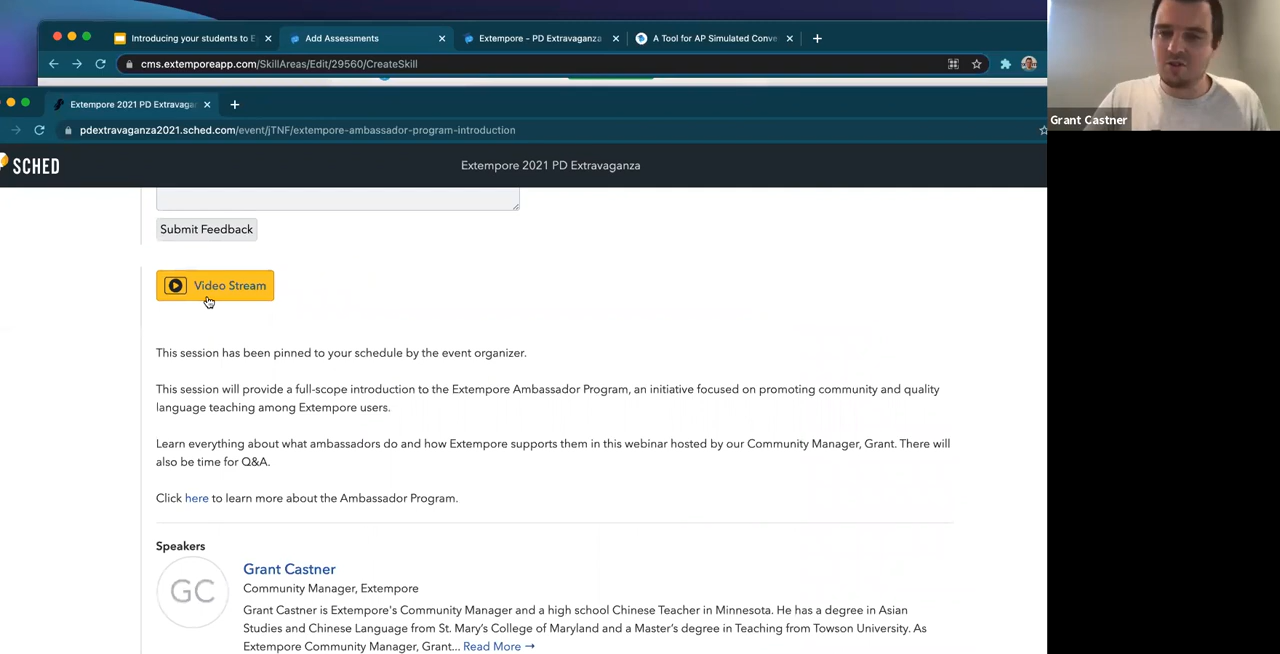 Introducing your students to E
Add Assessments
Extempore - PD Extravaganza
A Tool for AP Simulated Conve
cms.extemporeapp.com/SkillAreas/Edit/29560/CreateSkill
Grant Castner
Extempore 2021 PD Extravagan
pdextravaganza2021.sched.com/event/jTNF/extempore-ambassador-program-introduction
SCHED
Extempore 2021 PD Extravaganza
Submit Feedback
Video Stream
This session has been pinned to your schedule by the event organizer.
This session will provide a full-scope introduction to the Extempore Ambassador Program, an initiative focused on promoting community and quality
language teaching among Extempore users.
Learn everything about what ambassadors do and how Extempore supports them in this webinar hosted by our Community Manager, Grant. There will
also be time for Q&A.
Click here to learn more about the Ambassador Program.
Speakers
GC
Grant Castner
Community Manager, Extempore
Grant Castner is Extempore's Community Manager and a high school Chinese Teacher in Minnesota. He has a degree in Asian
Studies and Chinese Language from St. Mary's College of Maryland and a Master's degree in Teaching from Towson University. As
Extempore Community Manager, Grant... Read More →